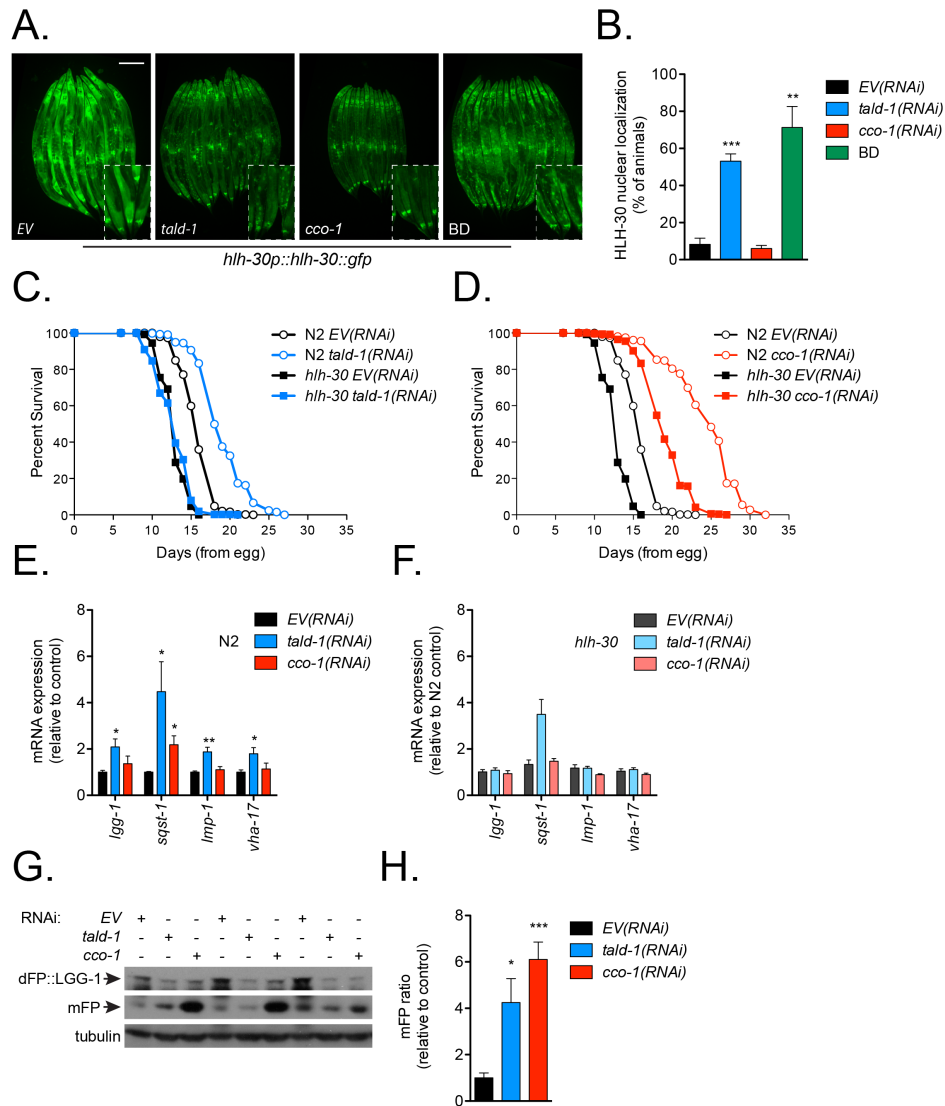 A.
EV
tald-1
cco-1
BD
hlh-30p::hlh-30::gfp
B.
HLH-30 nuclear localization
(% of animals)
100
80
60
40
20
0
***
**
EV(RNAi)
tald-1(RNAi)
cco-1(RNAi)
BD
C.
Percent Survival
100
80
60
40
20
0
0 5 10 15 20 25 30 35
Days (from egg)
N2 EV(RNAi)
N2 tald-1(RNAi)
hlh-30 EV(RNAi)
hlh-30 tald-1(RNAi)
D.
Percent Survival
100
80
60
40
20
0
0 5 10 15 20 25 30 35
Days (from egg)
N2 EV(RNAi)
N2 cco-1(RNAi)
hlh-30 EV(RNAi)
hlh-30 cco-1(RNAi)
E.
mRNA expression
(relative to control)
8
6
4
2
0
* * * ** *
lgg-1
sqst-1
lmp-1
vha-17
N2
EV(RNAi)
tald-1(RNAi)
cco-1(RNAi)
F.
mRNA expression
(relative to N2 control)
8
6
4
2
0
lgg-1
sqst-1
lmp-1
vha-17
hlh-30
EV(RNAi)
tald-1(RNAi)
cco-1(RNAi)
G.
RNAi: EV + - - + - - + - -
tald-1 - + - - + - - + -
cco-1 - - + - - + - - +
dFP::LGG-1
mFP
tubulin
H.
mFP ratio
(relative to control)
8
6
4
2
0
*
***
EV(RNAi)
tald-1(RNAi)
cco-1(RNAi)